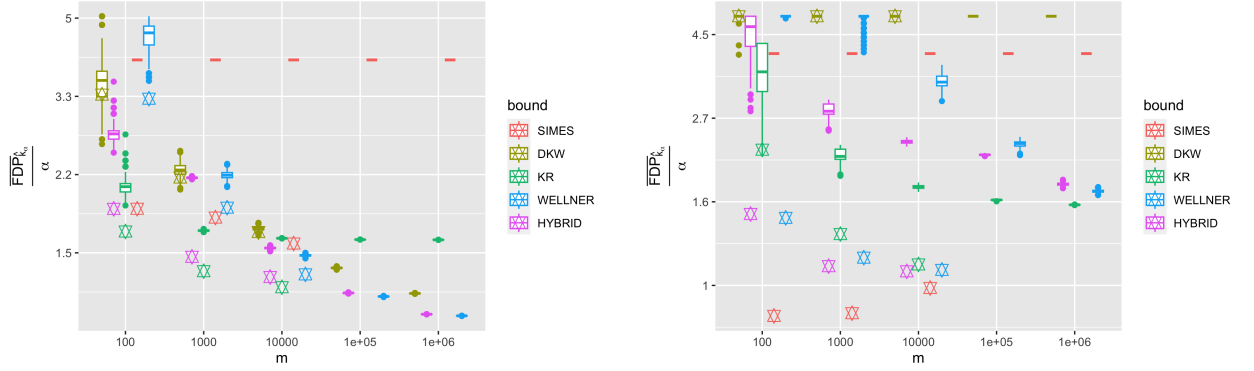 5
3.3
2.2
1.5
100
1000
10000
1e+05
1e+06
m
FDP k̂α
α
bound
SIMES
DKW
KR
WELLNER
HYBRID
4.5
2.7
1.6
1
100
1000
10000
1e+05
1e+06
m
FDP k̂α
α
bound
SIMES
DKW
KR
WELLNER
HYBRID